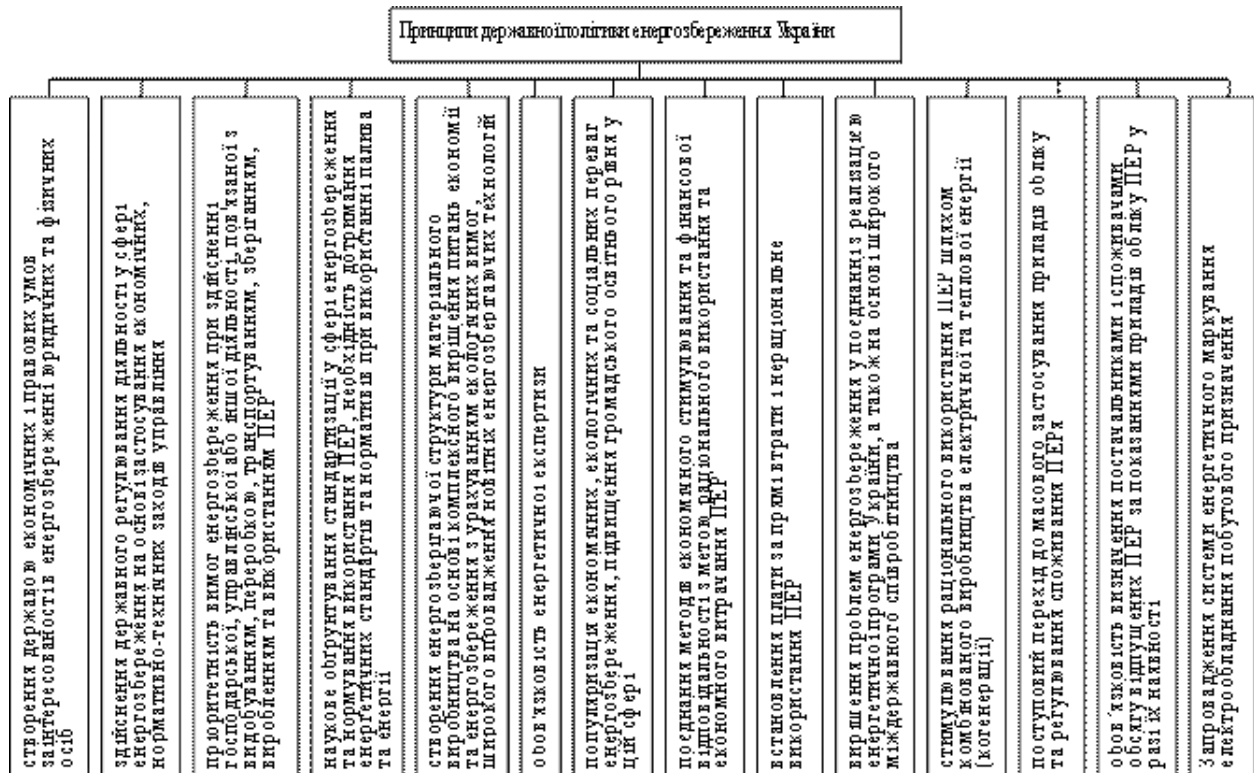 Принципи державної політики енергозбереження України
створення державою економічних і правових умов
заінтересованості в енергозбереженні юридичних та фізичних
осіб
здійснення державного регулювання діяльності у сфері
енергозбереження на основі застосування економічних,
нормативно-технічних заходів управління
пріоритетність вимог енергозбереження при здійсненні
господарської, управлінської або іншої діяльності, пов'язаної з
видобуванням, переробкою, транспортуванням, зберіганням,
виробленням та використанням ПЕР
наукове обґрунтування стандартизації у сфері енергозбереження
та нормування використання ПЕР, необхідність дотримання
енергетичних стандартів та нормативів при використанні палива
та енергії
створення енергозберігаючої структури матеріального
виробництва на основі комплексного вирішення питань економії
та енергозбереження з урахуванням екологічних вимог,
широкого впровадження новітніх енергозберігаючих технологій
обов'язковість енергетичної експертизи
популяризація економічних, екологічних та соціальних переваг
енергозбереження, підвищення громадського освітнього рівня у
цій сфері
поєднання методів економічного стимулювання та фінансової
відповідальності з метою раціонального використання та
економного витрачання ПЕР
встановлення плати за прямі втрати і нераціональне
використання ПЕР
вирішення проблем енергозбереження у поєднанні з реалізацією
енергетичної програми України, а також на основі широкого
міждержавного співробітництва
стимулювання раціонального використання ПЕР шляхом
комбінованого виробництва електричної та теплової енергії
(когенерації)
поступовий перехід до масового застосування приладів обліку
та регулювання споживання ПЕРя
обов'язковість визначення постачальниками і споживачами
обсягу відпущених ПЕР за показаннями приладів обліку ПЕР у
разі їх наявності
Запровадження системи енергетичного маркування
електрообладнання побутового призначення